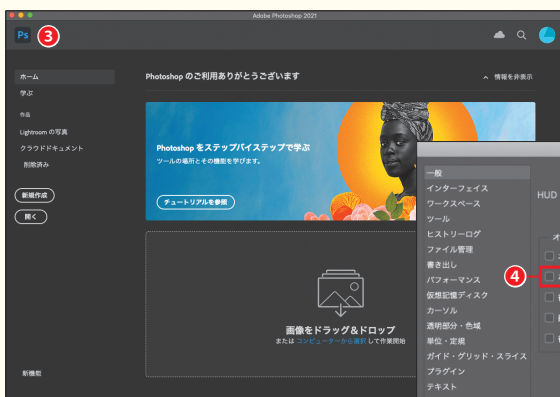 Adobe Photoshop 2021
Ps
3
ホーム
学ぶ
作品
Lightroom の写真
クラウドドキュメント
削除済み
新規作成
開く
新機能
Photoshop のご利用ありがとうございます
情報を非表示
Photoshop をステップバイステップで学ぶ
ツールの場所とその機能を学びます。
チュートリアルを参照
画像をドラッグ&ドロップ
または コンピューターから選択 して作業開始
一般
インターフェイス
ワークスペース
ツール
ヒストリーログ
ファイル管理
書き出し
パフォーマンス
仮想記憶ディスク
カーソル
透明部分・色域
単位・定規
ガイド・グリッド・スライス
プラグイン
テキスト
HUD
オ
4